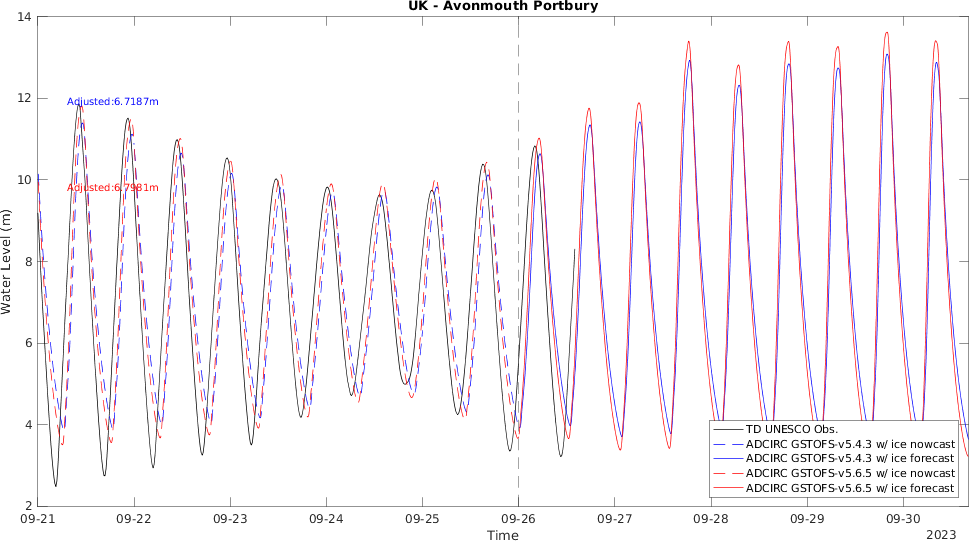 UK - Avonmouth Portbury
14
12
10
8
6
4
2
Water Level (m)
Adjusted:6.7187m
Adjusted:6.7981m
TD UNESCO Obs.
ADCIRC GSTOFS-v5.4.3 w/ ice nowcast
ADCIRC GSTOFS-v5.4.3 w/ ice forecast
ADCIRC GSTOFS-v5.6.5 w/ ice nowcast
ADCIRC GSTOFS-v5.6.5 w/ ice forecast
09-21 09-22 09-23 09-24 09-25 09-26 09-27 09-28 09-29 09-30
Time
2023